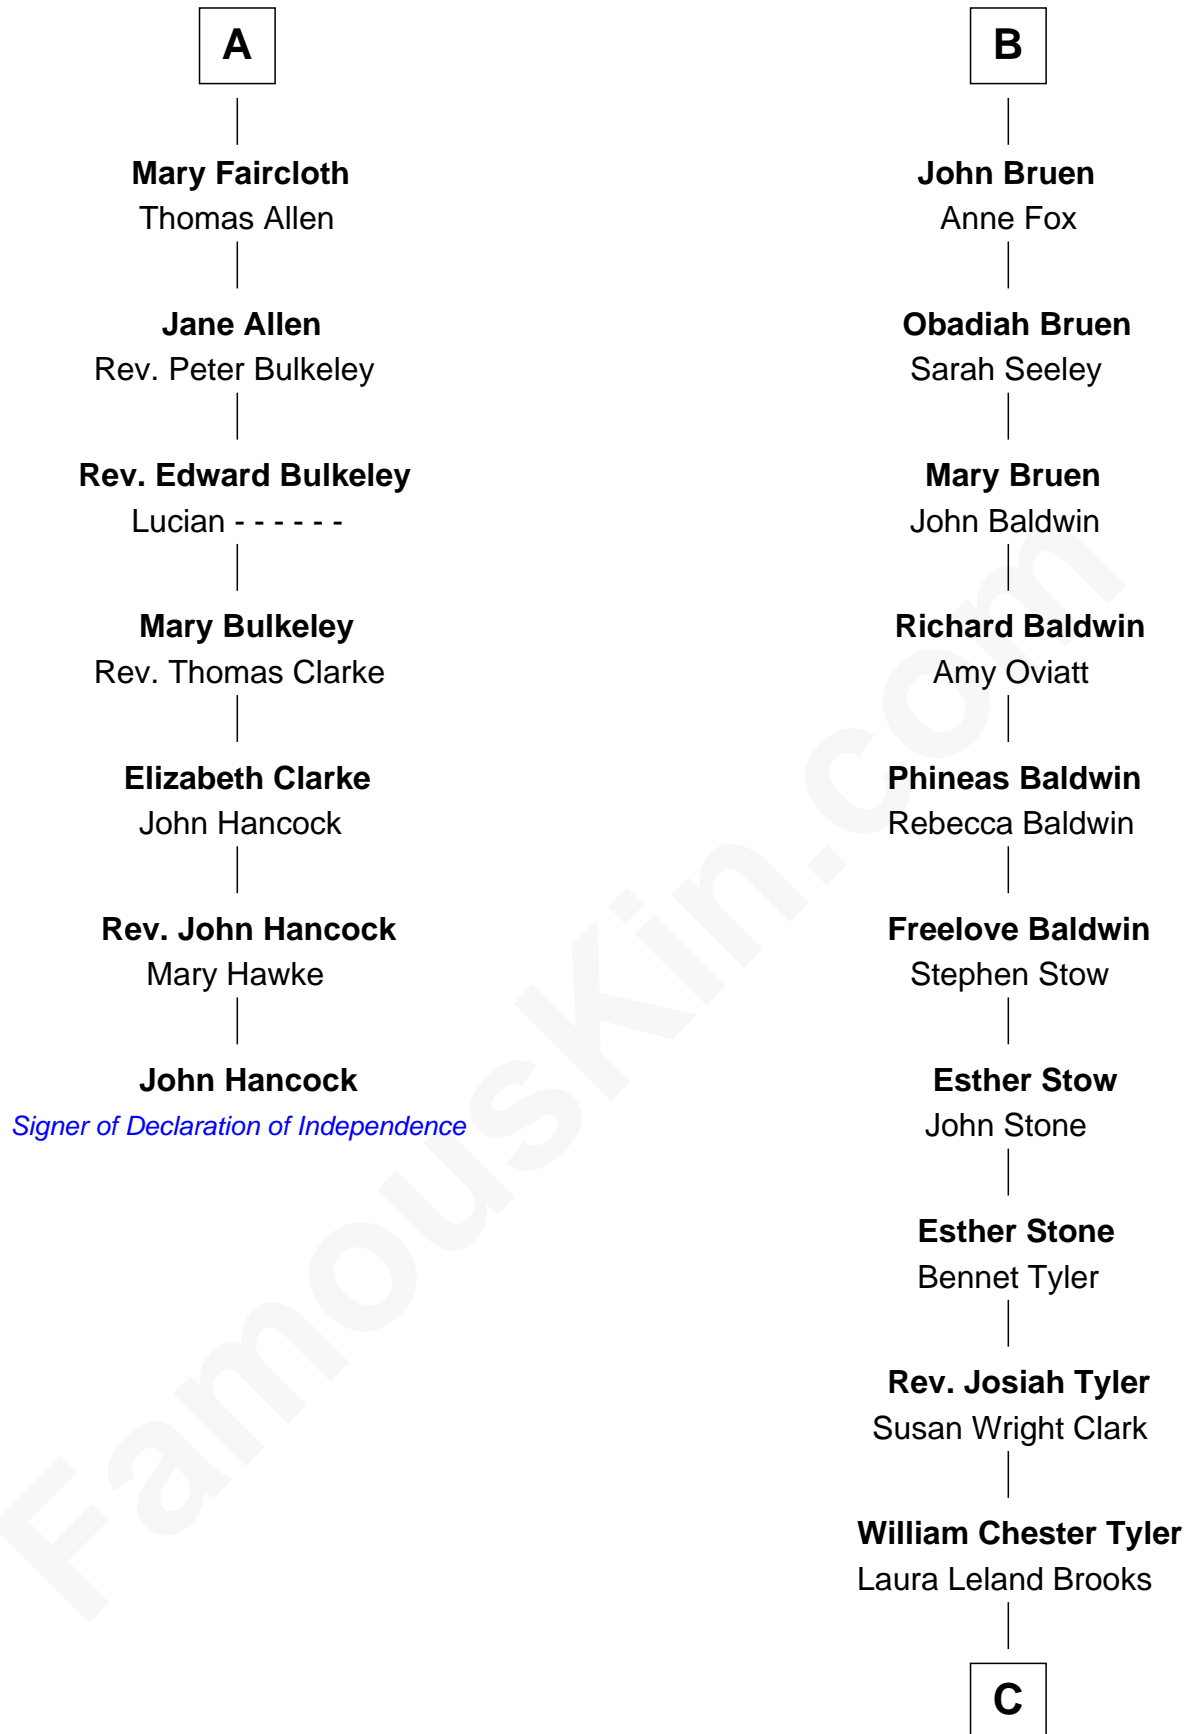 A
Mary Faircloth
Thomas Allen
Jane Allen
Rev. Peter Bulkeley
Rev. Edward Bulkeley
Lucian - - - - - -
Mary Bulkeley
Rev. Thomas Clarke
Elizabeth Clarke
John Hancock
Rev. John Hancock
Mary Hawke
John Hancock
Signer of Declaration of Independence
B
John Bruen
Anne Fox
Obadiah Bruen
Sarah Seeley
Mary Bruen
John Baldwin
Richard Baldwin
Amy Oviatt
Phineas Baldwin
Rebecca Baldwin
Freelove Baldwin
Stephen Stow
Esther Stow
John Stone
Esther Stone
Bennet Tyler
Rev. Josiah Tyler
Susan Wright Clark
William Chester Tyler
Laura Leland Brooks
C
FamousKin.com